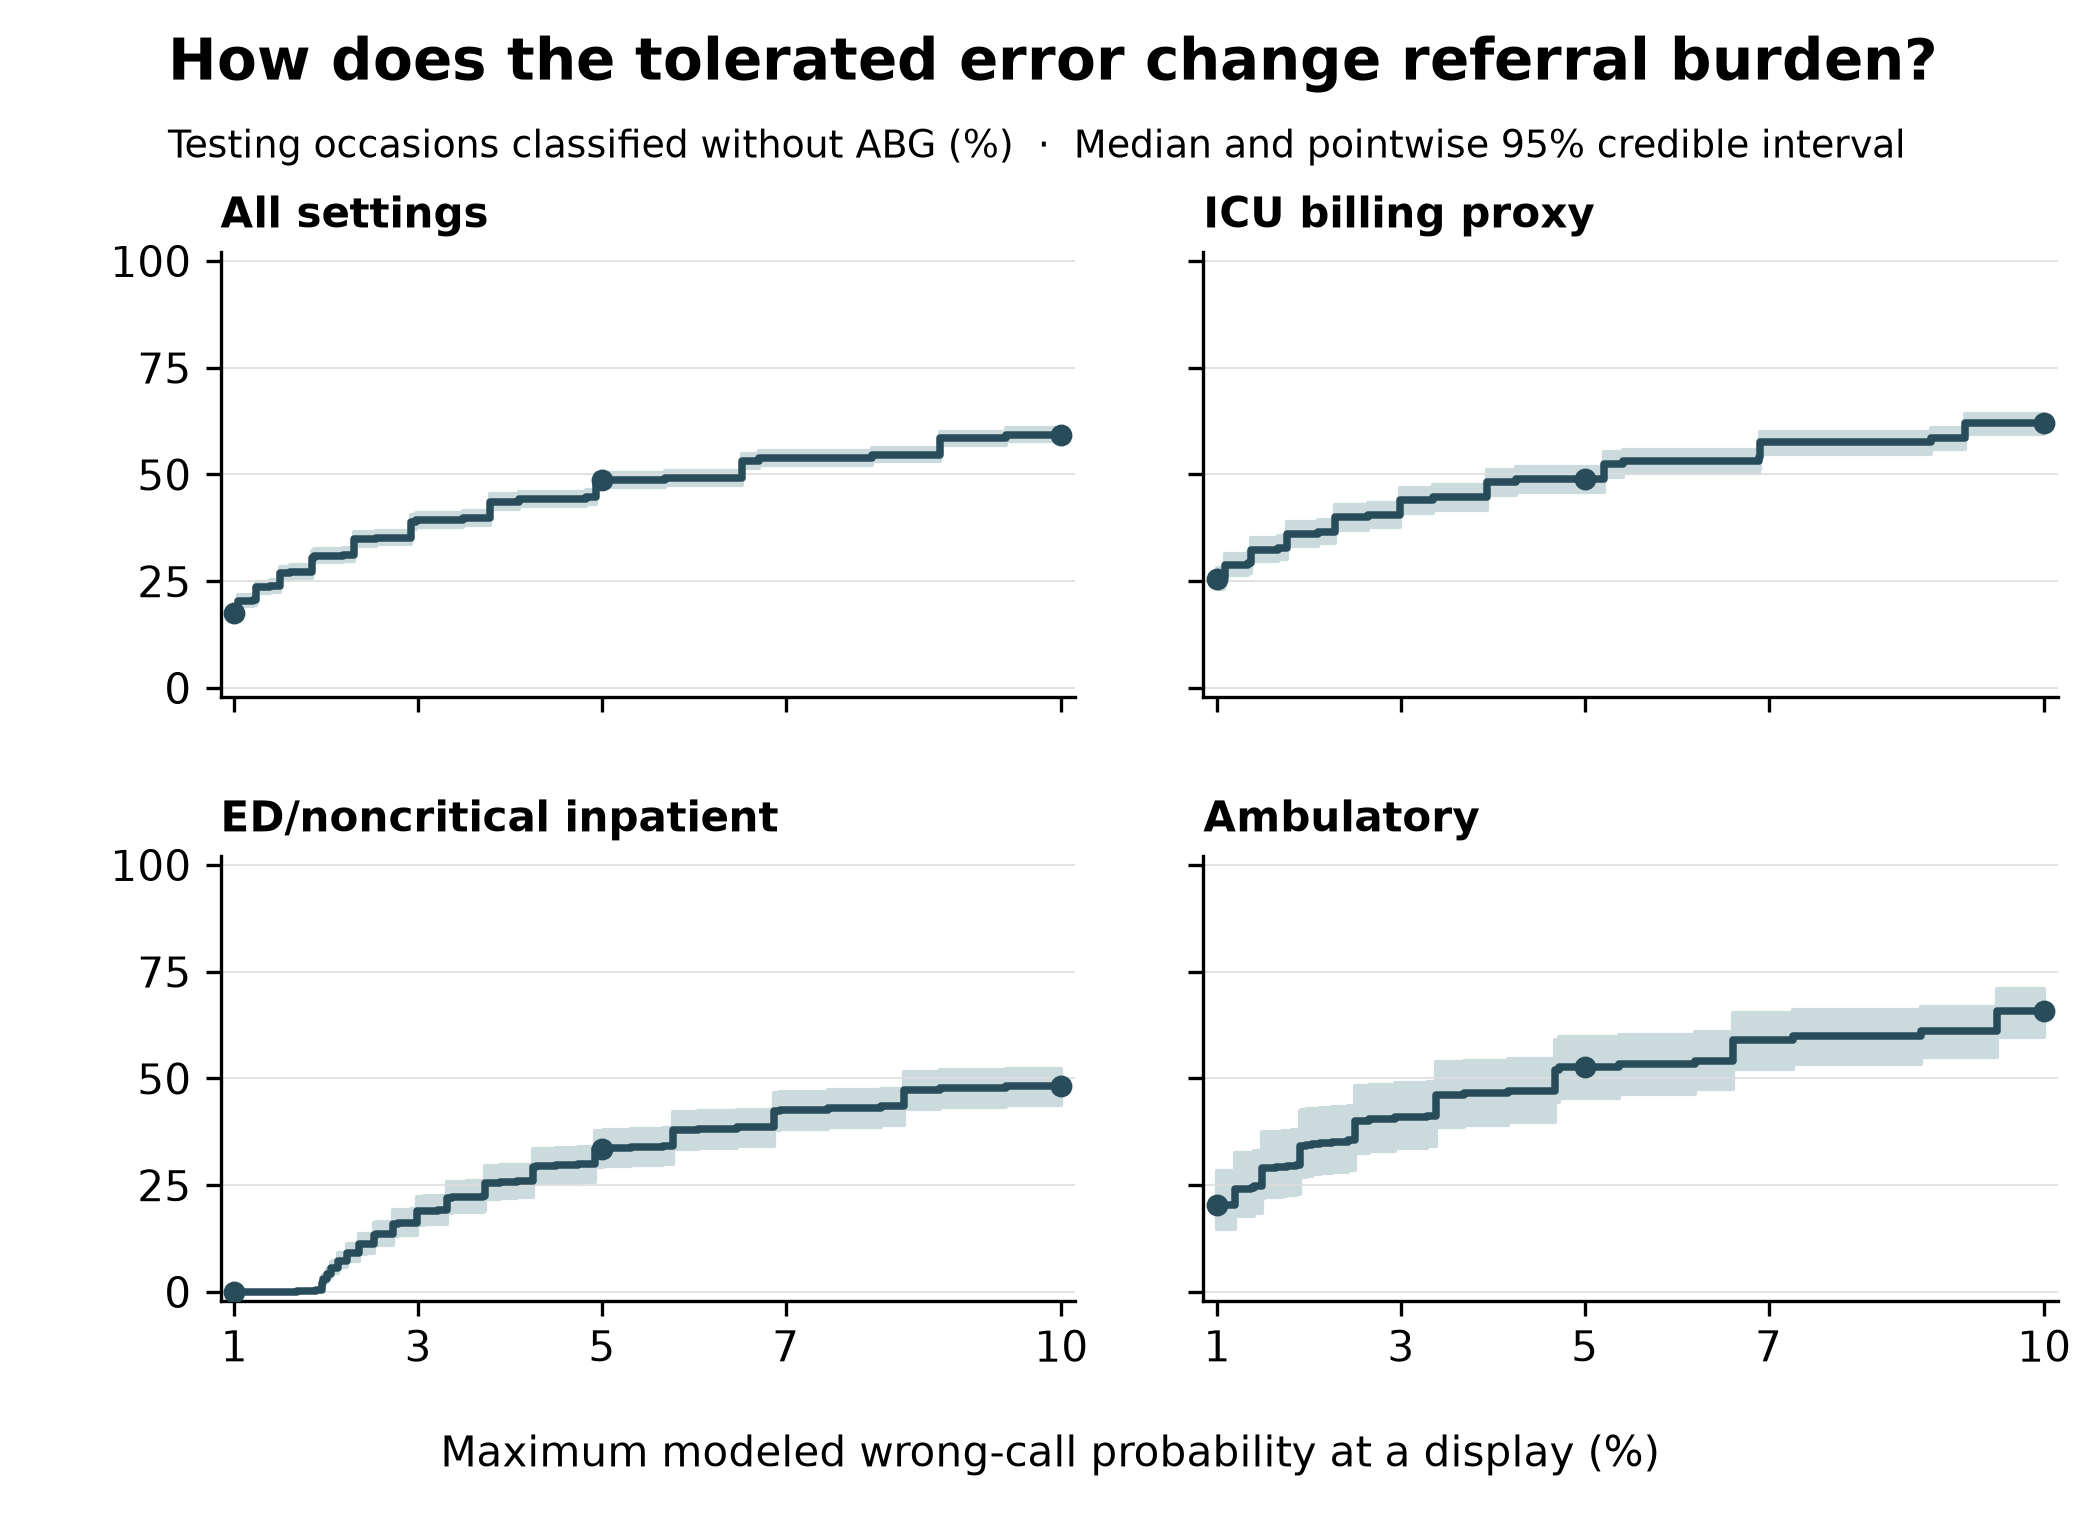 How does the tolerated error change referral burden?
Testing occasions classified without ABG (%) · Median and pointwise 95% credible interval
All settings
ICU billing proxy
100
75
50
25
0
ED/noncritical inpatient
Ambulatory
100
75
50
25
0
1 3 5 7 10
1 3 5 7 10
Maximum modeled wrong-call probability at a display (%)